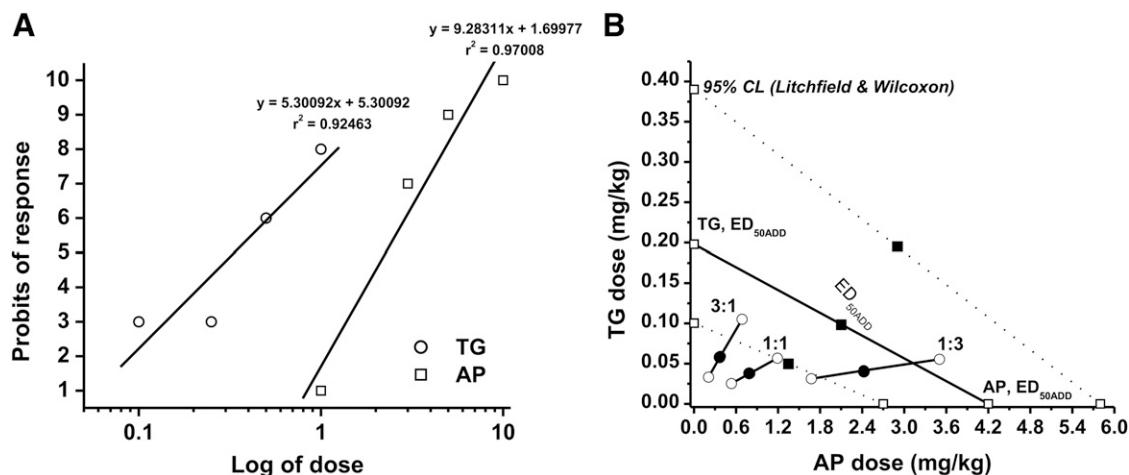 A
y = 9.28311x + 1.69977
r² = 0.97008
y = 5.30092x + 5.30092
r² = 0.92463
Probits of response
10
9
8
7
6
5
4
3
2
1
TG
AP
0.1
1
10
Log of dose
B
95% CL (Litchfield & Wilcoxon)
TG dose (mg/kg)
0.40
0.35
0.30
0.25
0.20
0.15
0.10
0.05
0.00
TG, ED50ADD
ED50ADD
3:1
1:1
1:3
AP, ED50ADD
0.0 0.6 1.2 1.8 2.4 3.0 3.6 4.2 4.8 5.4 6.0
AP dose (mg/kg)